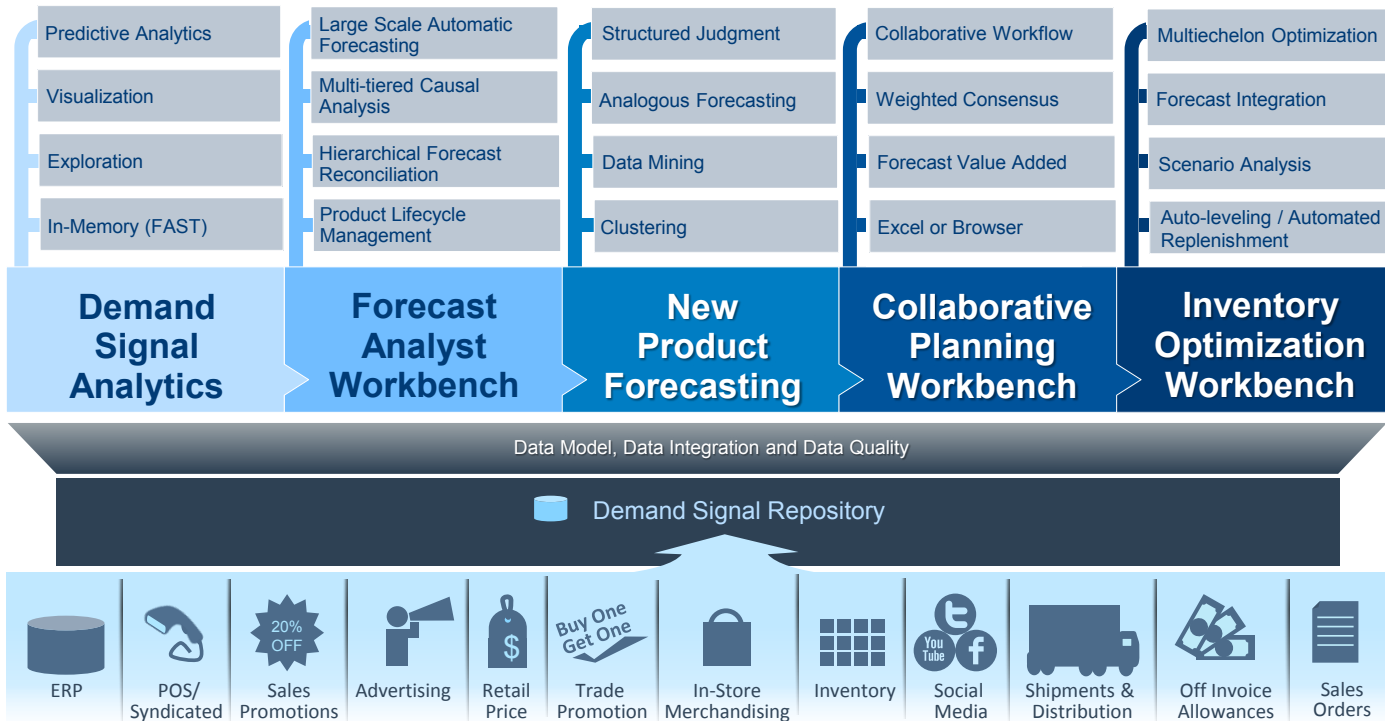 Predictive Analytics
Visualization
Exploration
In-Memory (FAST)
Large Scale Automatic
Forecasting
Multi-tiered Causal
Analysis
Hierarchical Forecast
Reconciliation
Product Lifecycle
Management
Structured Judgment
Analogous Forecasting
Data Mining
Clustering
Collaborative Workflow
Weighted Consensus
Forecast Value Added
Excel or Browser
Multiechelon Optimization
Forecast Integration
Scenario Analysis
Auto-leveling / Automated
Replenishment
Demand
Signal
Analytics
Forecast
Analyst
Workbench
New
Product
Forecasting
Collaborative
Planning
Workbench
Inventory
Optimization
Workbench
Data Model, Data Integration and Data Quality
Demand Signal Repository
ERP
POS/
Syndicated
20%
OFF
Sales
Promotions
Advertising
$
Retail
Price
Buy One
Get One
Trade
Promotion
In-Store
Merchandising
Inventory
t
You
Tube
f
Social
Media
Shipments &
Distribution
Off Invoice
Allowances
Sales
Orders